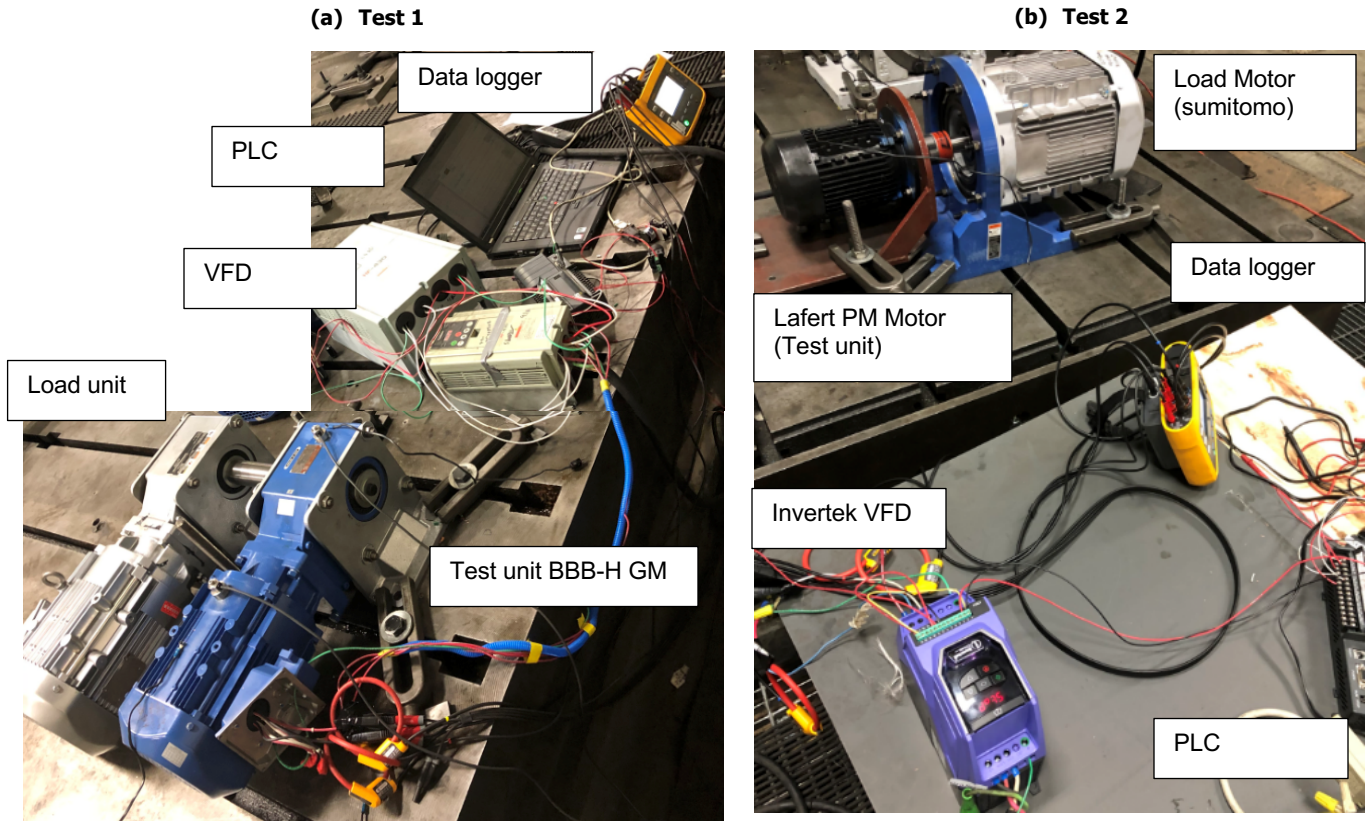 (a) Test 1
Data logger
PLC
VFD
Load unit
Test unit BBB-H GM
(b) Test 2
Load Motor
(sumitomo)
Data logger
Lafert PM Motor
(Test unit)
Invertek VFD
PLC